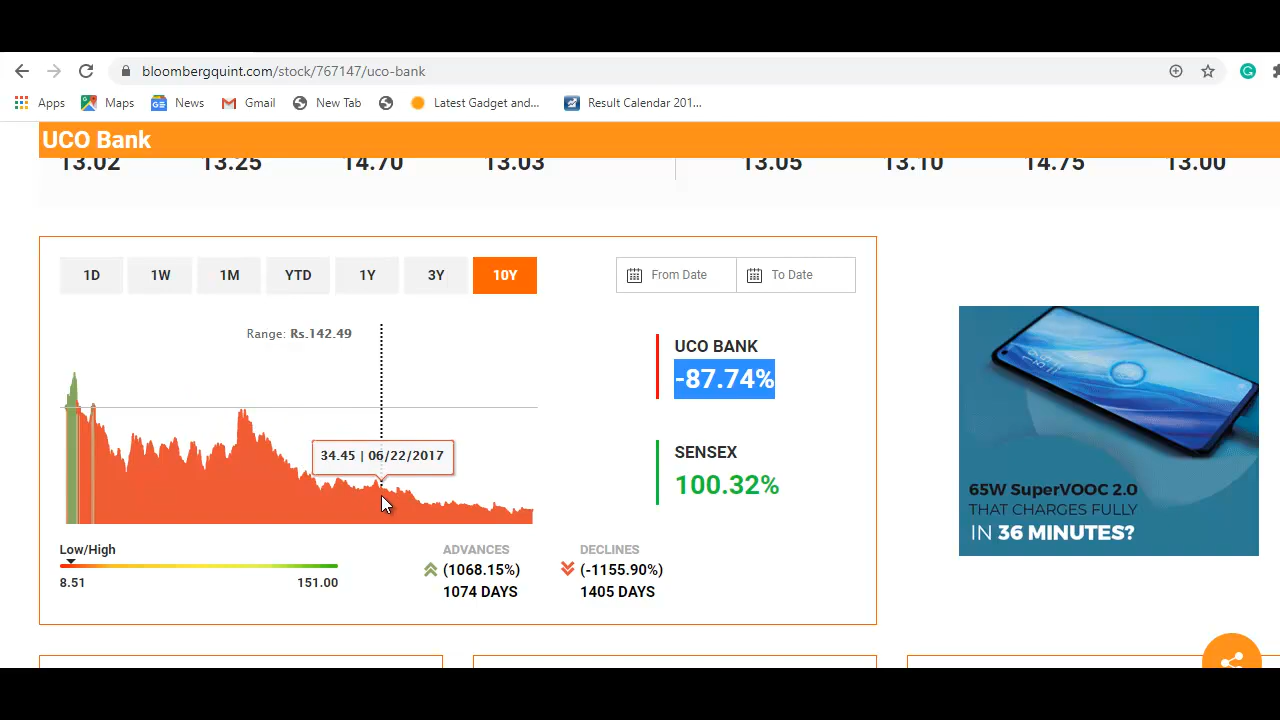 bloombergquint.com/stock/767147/uco-bank
Apps Maps News Gmail New Tab Latest Gadget and... Result Calendar 201...
UCO Bank
13.02 13.25 14.70 13.03 13.05 13.10 14.75 13.00
1D 1W 1M YTD 1Y 3Y 10Y From Date To Date
Range: Rs.142.49
UCO BANK
-87.74%
34.45 | 06/22/2017
SENSEX
100.32%
65W SuperVOOC 2.0
THAT CHARGES FULLY
IN 36 MINUTES?
Low/High ADVANCES DECLINES
(1068.15%) (-1155.90%)
8.51 151.00 1074 DAYS 1405 DAYS